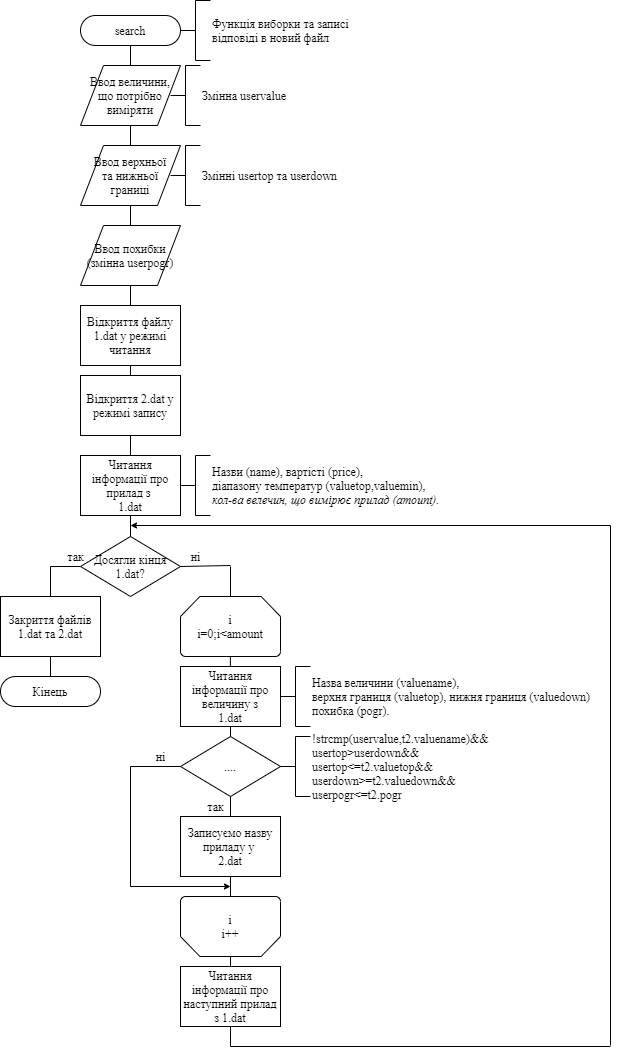 search
Функція виборки та записі
відповіді в новий файл
Ввод величини,
що потрібно
виміряти
Змінна uservalue
Ввод верхньої
та нижньої
границі
Змінні usertop та userdown
Ввод похибки
(змінна userpogr)
Відкриття файлу
1.dat у режимі
читання
Відкриття 2.dat у
режимі запису
Читання
інформації про
прилад з
1.dat
Назви (name), вартісті (price),
діапазону температур (valuetop,valuemin),
кол-ва велечин, що вимірює прилад (amount).
Досягли кінця
1.dat?
так
ні
Закриття файлів
1.dat та 2.dat
Кінець
i
i=0;i<amount
Читання
інформації про
величину з
1.dat
Назва величини (valuename),
верхня границя (valuetop), нижня границя (valuedown)
похибка (pogr).
....
ні
так
!strcmp(uservalue,t2.valuename)&&
usertop>userdown&&
usertop<=t2.valuetop&&
userdown>=t2.valuedown&&
userpogr<=t2.pogr
Записуємо назву
приладу у
2.dat
i
i++
Читання
інформації про
наступний прилад
з 1.dat